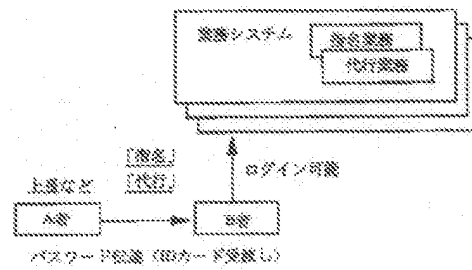 業務システム
指名業務
代行業務
「指名」
「代行」
ログイン可能
上長など
A者
B者
パスワード伝達（IDカード受渡し）